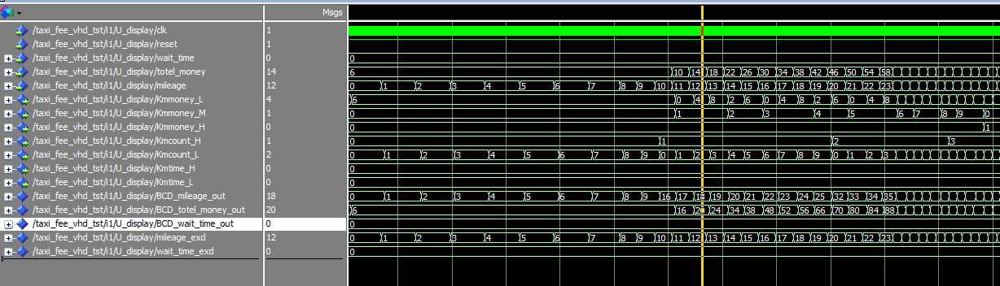 Msgs
/taxi_fee_vhd_tst/i1/U_display/clk 1
/taxi_fee_vhd_tst/i1/U_display/reset 1
/taxi_fee_vhd_tst/i1/U_display/wait_time 0 0
/taxi_fee_vhd_tst/i1/U_display/totel_money 14 6 10 14 18 22 26 30 34 38 42 46 50 54 58
/taxi_fee_vhd_tst/i1/U_display/mileage 12 0 1 2 3 4 5 6 7 8 9 10 11 12 13 14 15 16 17 18 19 20 21 22 23
/taxi_fee_vhd_tst/i1/U_display/Kmmoney_L 4 6 0 4 8 2 6 0 4 8 2 6 0 4 8
/taxi_fee_vhd_tst/i1/U_display/Kmmoney_M 1 0 1 2 3 4 5 6 7 8 9 0
/taxi_fee_vhd_tst/i1/U_display/Kmmoney_H 0 0 1
/taxi_fee_vhd_tst/i1/U_display/Kmcount_H 1 0 1 2 3
/taxi_fee_vhd_tst/i1/U_display/Kmcount_L 2 0 1 2 3 4 5 6 7 8 9 0 1 2 3 4 5 6 7 8 9 0 1 2 3
/taxi_fee_vhd_tst/i1/U_display/Kmtime_H 0 0
/taxi_fee_vhd_tst/i1/U_display/Kmtime_L 0 0
/taxi_fee_vhd_tst/i1/U_display/BCD_mileage_out 18 0 1 2 3 4 5 6 7 8 9 16 17 18 19 20 21 22 23 24 25 32 33 34 35
/taxi_fee_vhd_tst/i1/U_display/BCD_totel_money_out 20 6 16 20 24 34 38 48 52 56 66 70 80 84 88
/taxi_fee_vhd_tst/i1/U_display/BCD_wait_time_out 0 0
/taxi_fee_vhd_tst/i1/U_display/mileage_exd 12 0 1 2 3 4 5 6 7 8 9 10 11 12 13 14 15 16 17 18 19 20 21 22 23
/taxi_fee_vhd_tst/i1/U_display/wait_time_exd 0 0